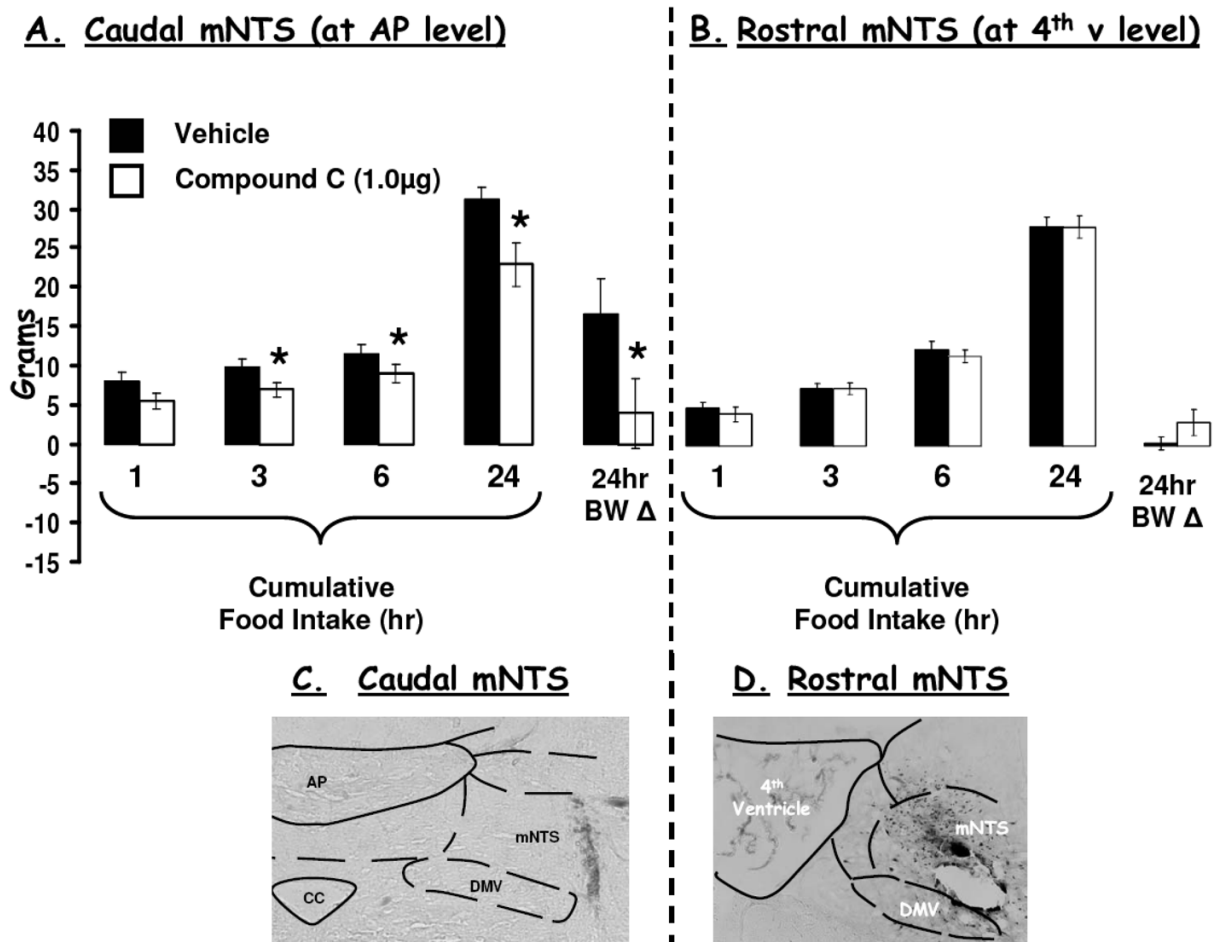 A. Caudal mNTS (at AP level)
B. Rostral mNTS (at 4th v level)
Vehicle
Compound C (1.0µg)
Grams
40
35
30
25
20
15
10
5
0
-5
-10
-15
*
*
*
*
1
3
6
24
24hr
BW Δ
Cumulative
Food Intake (hr)
1
3
6
24
24hr
BW Δ
Cumulative
Food Intake (hr)
C. Caudal mNTS
AP
mNTS
DMV
CC
D. Rostral mNTS
4th
Ventricle
mNTS
DMV